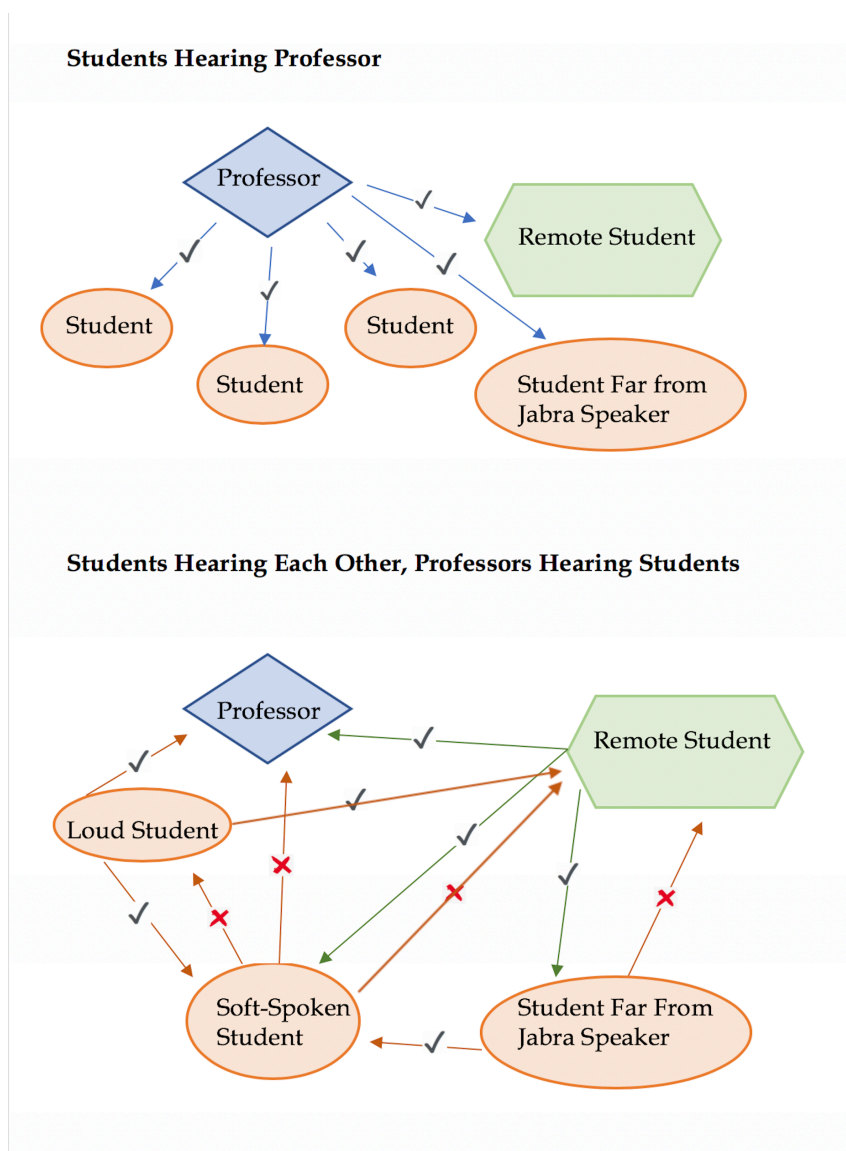 Students Hearing Professor
Professor
Remote Student
Student
Student
Student
Student Far from
Jabra Speaker
Students Hearing Each Other, Professors Hearing Students
Professor
Remote Student
Loud Student
Soft-Spoken
Student
Student Far From
Jabra Speaker